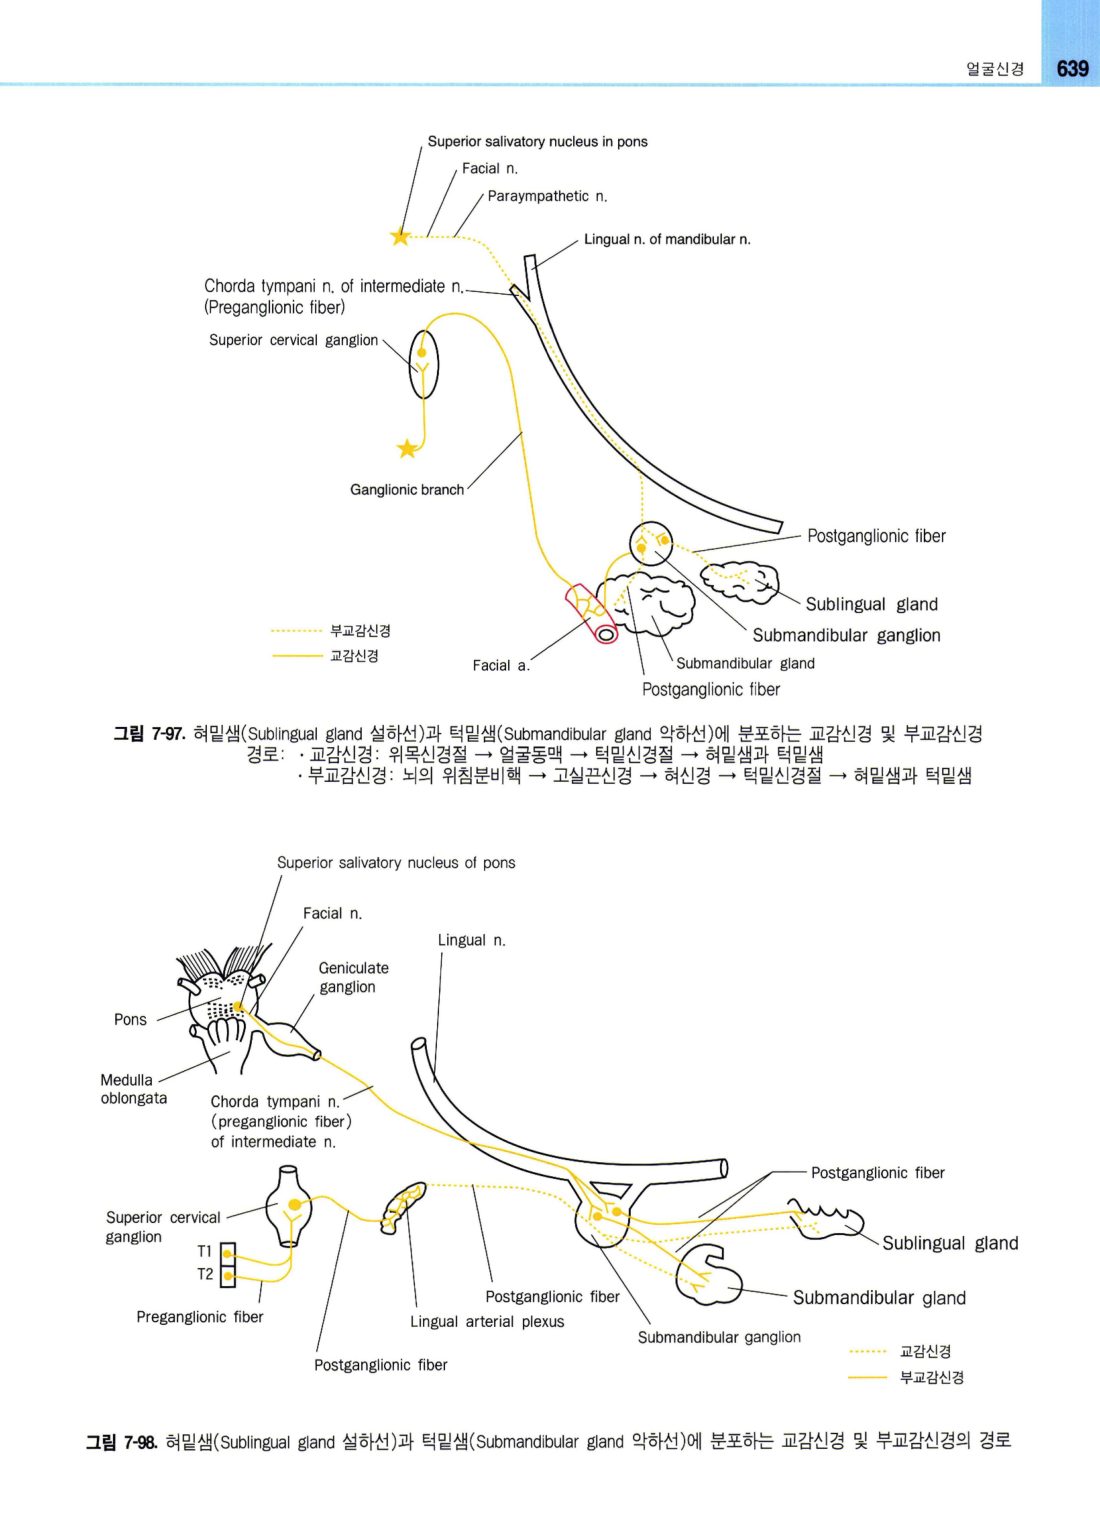 얼굴신경 639
Superior salivatory nucleus in pons
Facial n.
Paraympathetic n.
Lingual n. of mandibular n.
Chorda tympani n. of intermediate n.
(Preganglionic fiber)
Superior cervical ganglion
Ganglionic branch
Postganglionic fiber
Sublingual gland
부교감신경
Submandibular ganglion
교감신경
Facial a.
Submandibular gland
Postganglionic fiber
그림 7-97. 혀밑샘(Sublingual gland 설하선)과 턱밑샘(Submandibular gland 악하선)에 분포하는 교감신경 및 부교감신경
경로: · 교감신경: 위목신경절 → 얼굴동맥 → 턱밑신경절 → 혀밑샘과 턱밑샘
· 부교감신경: 뇌의 위침분비핵 → 고실끈신경 → 혀신경 → 턱밑신경절 → 혀밑샘과 턱밑샘
Superior salivatory nucleus of pons
Facial n.
Lingual n.
Geniculate
ganglion
Pons
Medulla
oblongata
Chorda tympani n.
(preganglionic fiber)
of intermediate n.
Postganglionic fiber
Superior cervical
ganglion
T1
T2
Sublingual gland
Postganglionic fiber
Submandibular gland
Preganglionic fiber
Lingual arterial plexus
Submandibular ganglion
교감신경
Postganglionic fiber
부교감신경
그림 7-98. 혀밑샘(Sublingual gland 설하선)과 턱밑샘(Submandibular gland 악하선)에 분포하는 교감신경 및 부교감신경의 경로